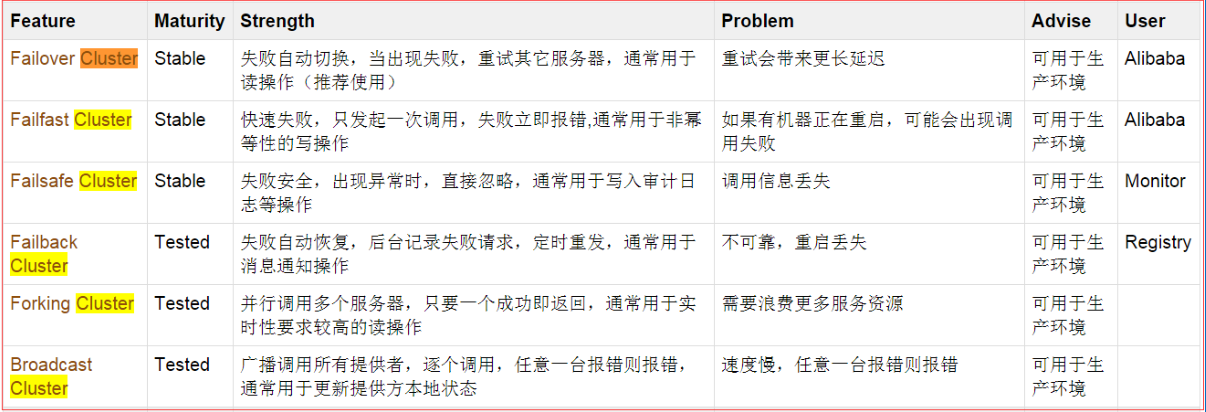 Feature Maturity Strength Problem Advise User
Failover Cluster Stable 失败自动切换，当出现失败，重试其它服务器，通常用于 重试会带来更长延迟 可用于生 Alibaba
读操作（推荐使用） 产环境
Failfast Cluster Stable 快速失败，只发起一次调用，失败立即报错,通常用于非幂 如果有机器正在重启，可能会出现调 可用于生 Alibaba
等性的写操作 用失败 产环境
Failsafe Cluster Stable 失败安全，出现异常时，直接忽略，通常用于写入审计日 调用信息丢失 可用于生 Monitor
志等操作 产环境
Failback Tested 失败自动恢复，后台记录失败请求，定时重发，通常用于 不可靠，重启丢失 可用于生 Registry
Cluster 消息通知操作 产环境
Forking Cluster Tested 并行调用多个服务器，只要一个成功即返回，通常用于实 需要浪费更多服务资源 可用于生
时性要求较高的读操作 产环境
Broadcast Tested 广播调用所有提供者，逐个调用，任意一台报错则报错， 速度慢，任意一台报错则报错 可用于生
Cluster 通常用于更新提供方本地状态 产环境